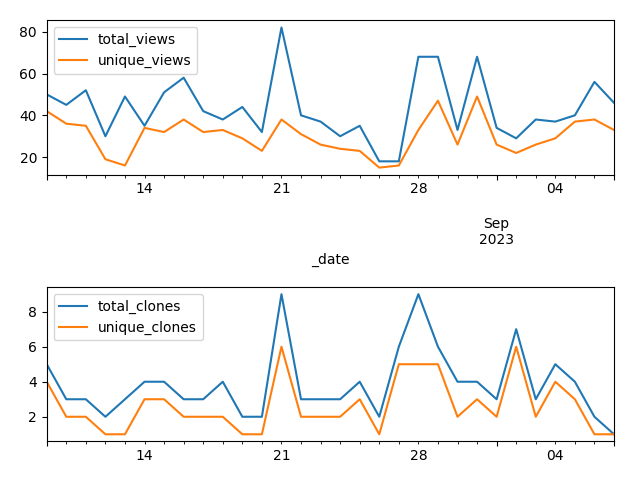 80
60
40
20
total_views
unique_views
14
21
28
04
Sep
2023
_date
8
6
4
2
total_clones
unique_clones
14
21
28
04